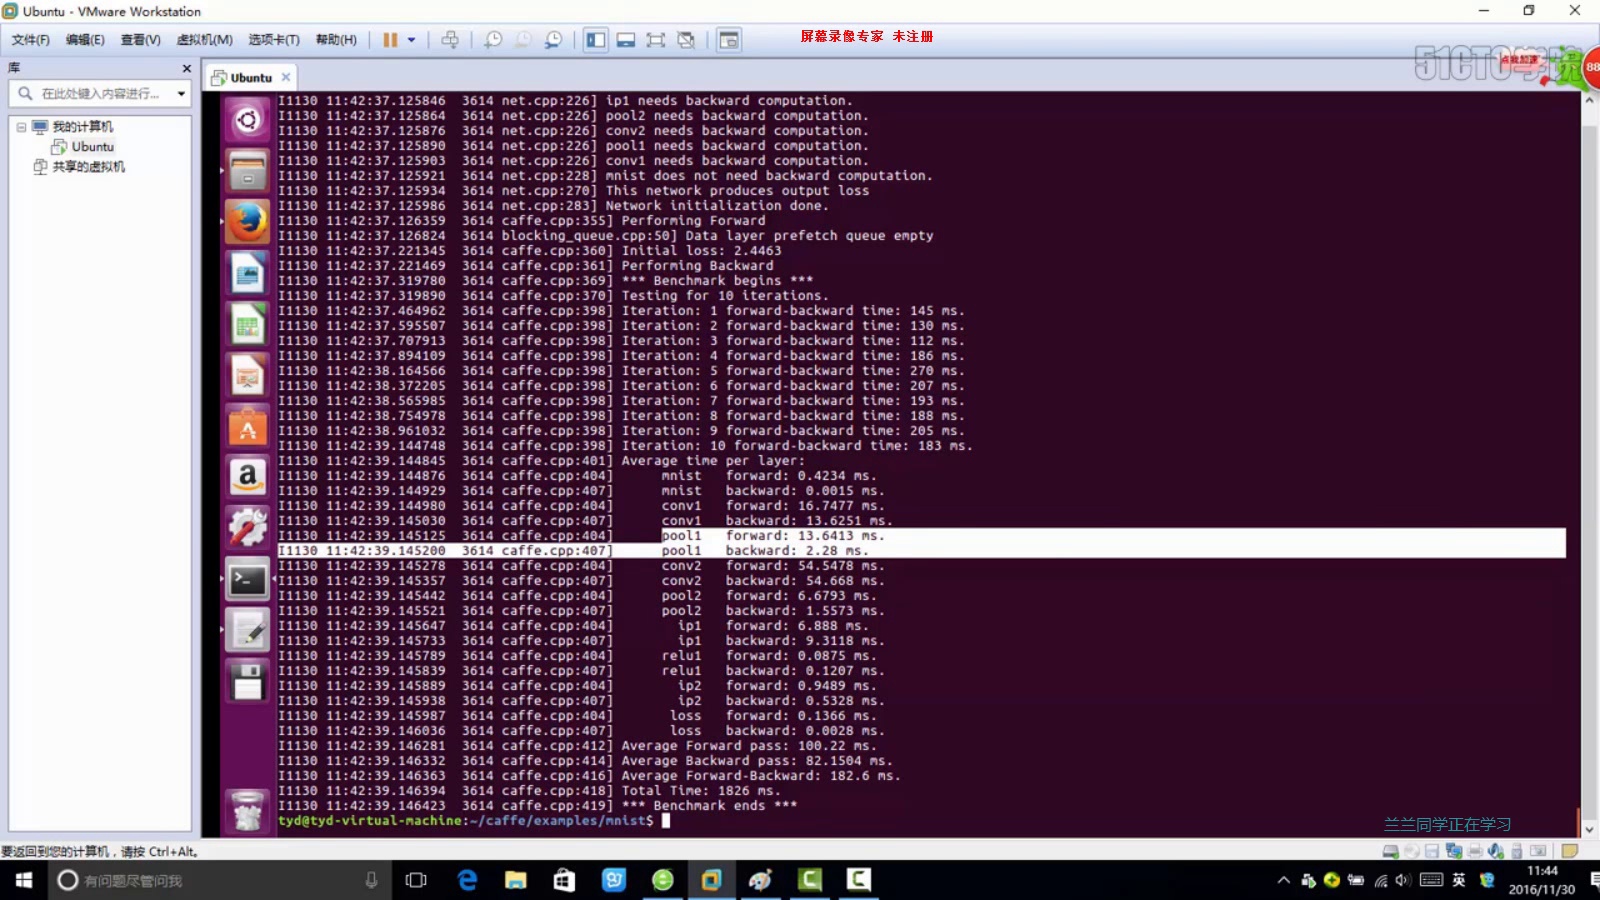 Ubuntu - VMware Workstation
文件(F) 编辑(E) 查看(V) 虚拟机(M) 选项卡(T) 帮助(H)
屏幕录像专家 未注册
51CTO学院
点我加速
88
库
Ubuntu
在此处键入内容进行...
我的计算机
Ubuntu
共享的虚拟机
I1130 11:42:37.125846  3614 net.cpp:226] ip1 needs backward computation.
I1130 11:42:37.125864  3614 net.cpp:226] pool2 needs backward computation.
I1130 11:42:37.125876  3614 net.cpp:226] conv2 needs backward computation.
I1130 11:42:37.125890  3614 net.cpp:226] pool1 needs backward computation.
I1130 11:42:37.125903  3614 net.cpp:226] conv1 needs backward computation.
I1130 11:42:37.125921  3614 net.cpp:228] mnist does not need backward computation.
I1130 11:42:37.125934  3614 net.cpp:270] This network produces output loss
I1130 11:42:37.125986  3614 net.cpp:283] Network initialization done.
I1130 11:42:37.126359  3614 caffe.cpp:355] Performing Forward
I1130 11:42:37.126824  3614 blocking_queue.cpp:50] Data layer prefetch queue empty
I1130 11:42:37.221345  3614 caffe.cpp:360] Initial loss: 2.4463
I1130 11:42:37.221469  3614 caffe.cpp:361] Performing Backward
I1130 11:42:37.319780  3614 caffe.cpp:369] *** Benchmark begins ***
I1130 11:42:37.319890  3614 caffe.cpp:370] Testing for 10 iterations.
I1130 11:42:37.464962  3614 caffe.cpp:398] Iteration: 1 forward-backward time: 145 ms.
I1130 11:42:37.595507  3614 caffe.cpp:398] Iteration: 2 forward-backward time: 130 ms.
I1130 11:42:37.707913  3614 caffe.cpp:398] Iteration: 3 forward-backward time: 112 ms.
I1130 11:42:37.894109  3614 caffe.cpp:398] Iteration: 4 forward-backward time: 186 ms.
I1130 11:42:38.164566  3614 caffe.cpp:398] Iteration: 5 forward-backward time: 270 ms.
I1130 11:42:38.372205  3614 caffe.cpp:398] Iteration: 6 forward-backward time: 207 ms.
I1130 11:42:38.565985  3614 caffe.cpp:398] Iteration: 7 forward-backward time: 193 ms.
I1130 11:42:38.754978  3614 caffe.cpp:398] Iteration: 8 forward-backward time: 188 ms.
I1130 11:42:38.961032  3614 caffe.cpp:398] Iteration: 9 forward-backward time: 205 ms.
I1130 11:42:39.144748  3614 caffe.cpp:398] Iteration: 10 forward-backward time: 183 ms.
I1130 11:42:39.144845  3614 caffe.cpp:401] Average time per layer:
I1130 11:42:39.144876  3614 caffe.cpp:404]      mnist   forward: 0.4234 ms.
I1130 11:42:39.144929  3614 caffe.cpp:407]      mnist   backward: 0.0015 ms.
I1130 11:42:39.144980  3614 caffe.cpp:404]      conv1   forward: 16.7477 ms.
I1130 11:42:39.145030  3614 caffe.cpp:407]      conv1   backward: 13.6251 ms.
I1130 11:42:39.145125  3614 caffe.cpp:404]      pool1   forward: 13.6413 ms.
I1130 11:42:39.145200  3614 caffe.cpp:407]      pool1   backward: 2.28 ms.
I1130 11:42:39.145278  3614 caffe.cpp:404]      conv2   forward: 54.5478 ms.
I1130 11:42:39.145357  3614 caffe.cpp:407]      conv2   backward: 54.668 ms.
I1130 11:42:39.145442  3614 caffe.cpp:404]      pool2   forward: 6.6793 ms.
I1130 11:42:39.145521  3614 caffe.cpp:407]      pool2   backward: 1.5573 ms.
I1130 11:42:39.145647  3614 caffe.cpp:404]        ip1   forward: 6.888 ms.
I1130 11:42:39.145733  3614 caffe.cpp:407]        ip1   backward: 9.3118 ms.
I1130 11:42:39.145789  3614 caffe.cpp:404]      relu1   forward: 0.0875 ms.
I1130 11:42:39.145839  3614 caffe.cpp:407]      relu1   backward: 0.1207 ms.
I1130 11:42:39.145889  3614 caffe.cpp:404]        ip2   forward: 0.9489 ms.
I1130 11:42:39.145938  3614 caffe.cpp:407]        ip2   backward: 0.5328 ms.
I1130 11:42:39.145987  3614 caffe.cpp:404]       loss   forward: 0.1366 ms.
I1130 11:42:39.146036  3614 caffe.cpp:407]       loss   backward: 0.0028 ms.
I1130 11:42:39.146281  3614 caffe.cpp:412] Average Forward pass: 100.22 ms.
I1130 11:42:39.146332  3614 caffe.cpp:414] Average Backward pass: 82.1504 ms.
I1130 11:42:39.146363  3614 caffe.cpp:416] Average Forward-Backward: 182.6 ms.
I1130 11:42:39.146394  3614 caffe.cpp:418] Total Time: 1826 ms.
I1130 11:42:39.146423  3614 caffe.cpp:419] *** Benchmark ends ***
tyd@tyd-virtual-machine:~/caffe/examples/mnist$
兰兰同学正在学习
要返回到您的计算机，请按 Ctrl+Alt。
有问题尽管问我
英
11:44
2016/11/30